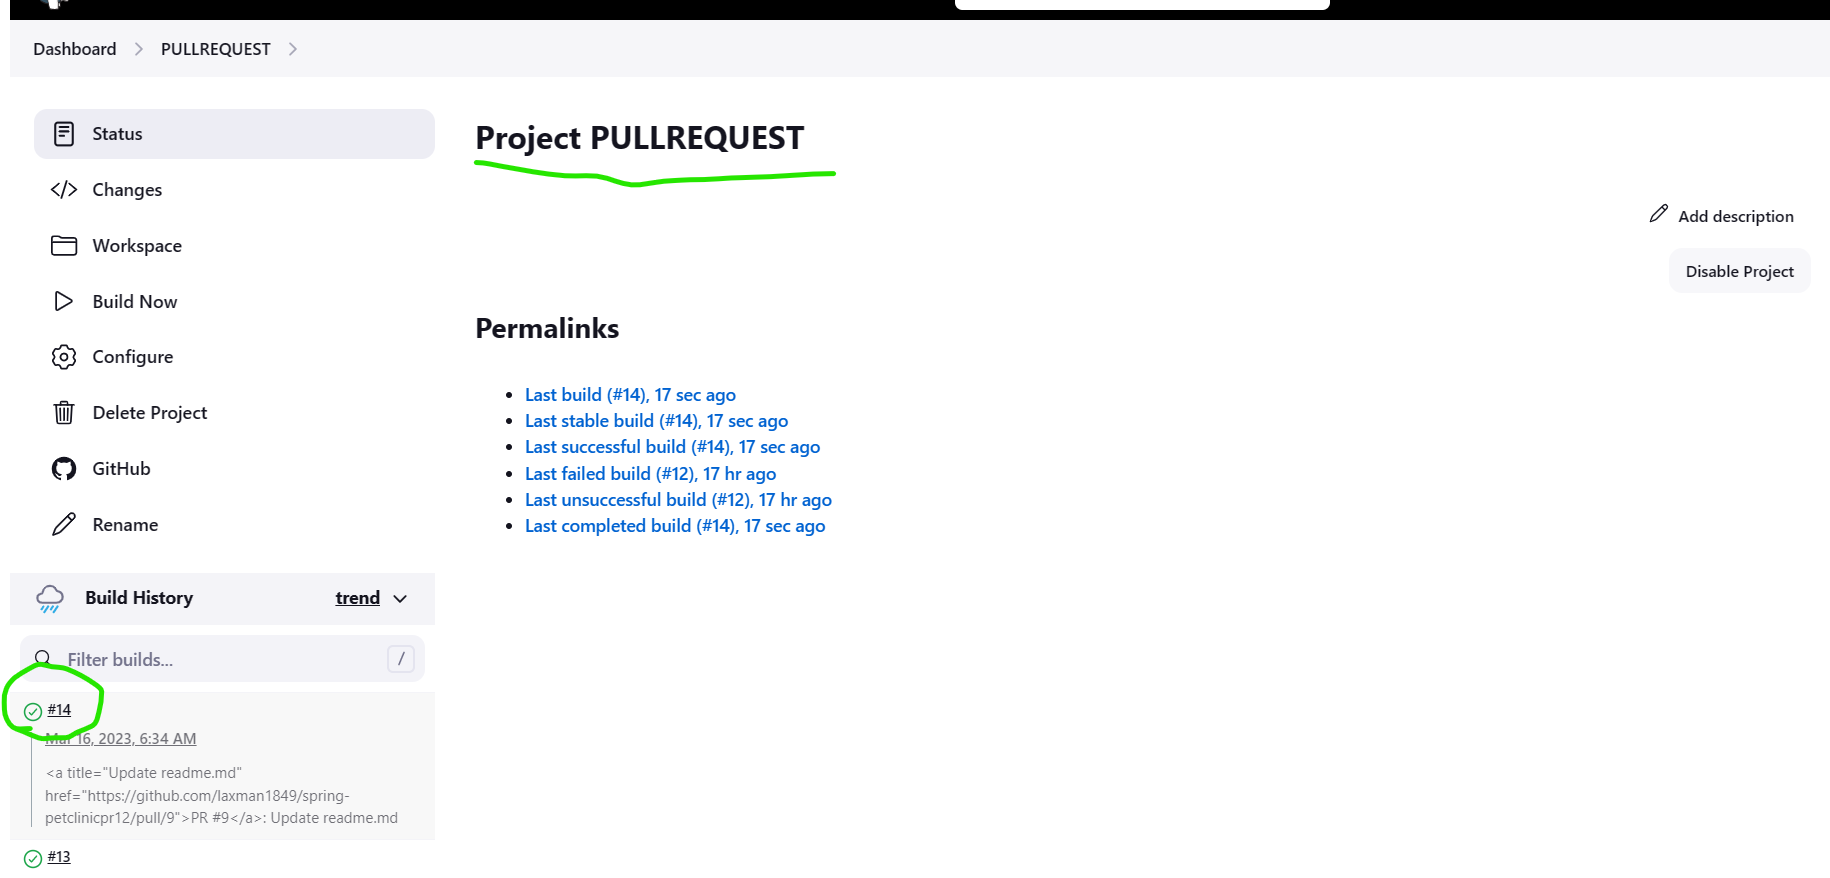 Dashboard
PULLREQUEST
Status
Changes
Workspace
Build Now
Configure
Delete Project
GitHub
Rename
Build History
trend
Filter builds...
/
#14
Mar 16, 2023, 6:34 AM
<a title="Update readme.md"
href="https://github.com/laxman1849/spring-
petclinicpr12/pull/9">PR #9</a>: Update readme.md
#13
Project PULLREQUEST
Add description
Disable Project
Permalinks
Last build (#14), 17 sec ago
Last stable build (#14), 17 sec ago
Last successful build (#14), 17 sec ago
Last failed build (#12), 17 hr ago
Last unsuccessful build (#12), 17 hr ago
Last completed build (#14), 17 sec ago